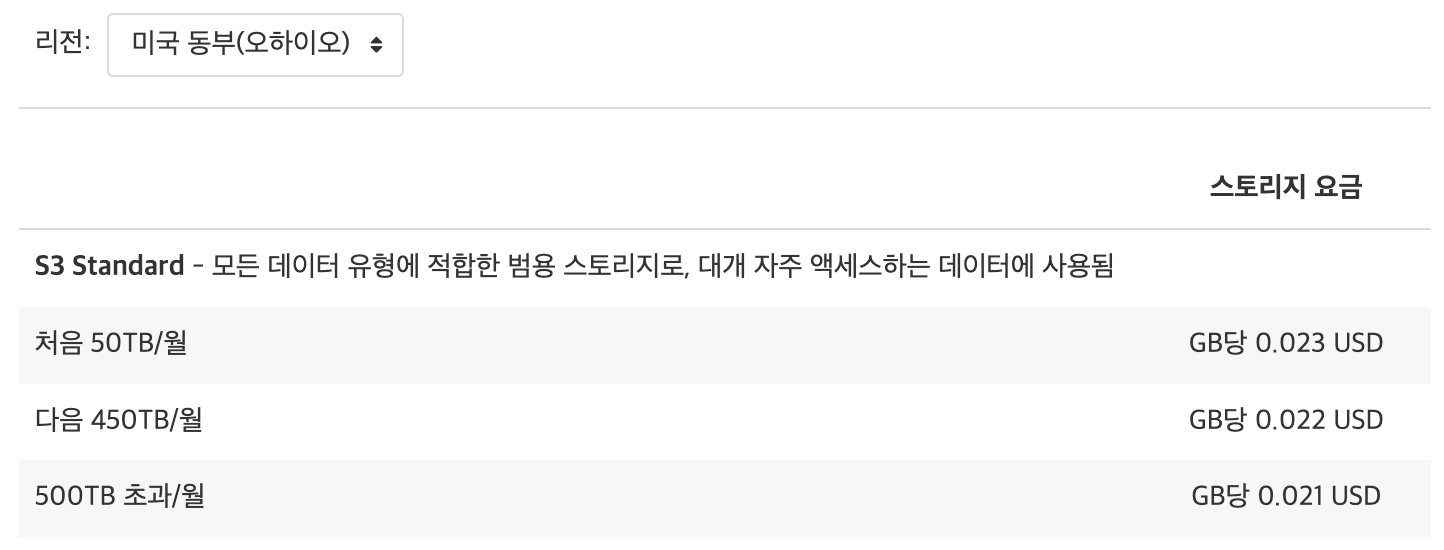 리전: 미국 동부(오하이오)
스토리지 요금
S3 Standard - 모든 데이터 유형에 적합한 범용 스토리지로, 대개 자주 액세스하는 데이터에 사용됨
처음 50TB/월 GB당 0.023 USD
다음 450TB/월 GB당 0.022 USD
500TB 초과/월 GB당 0.021 USD